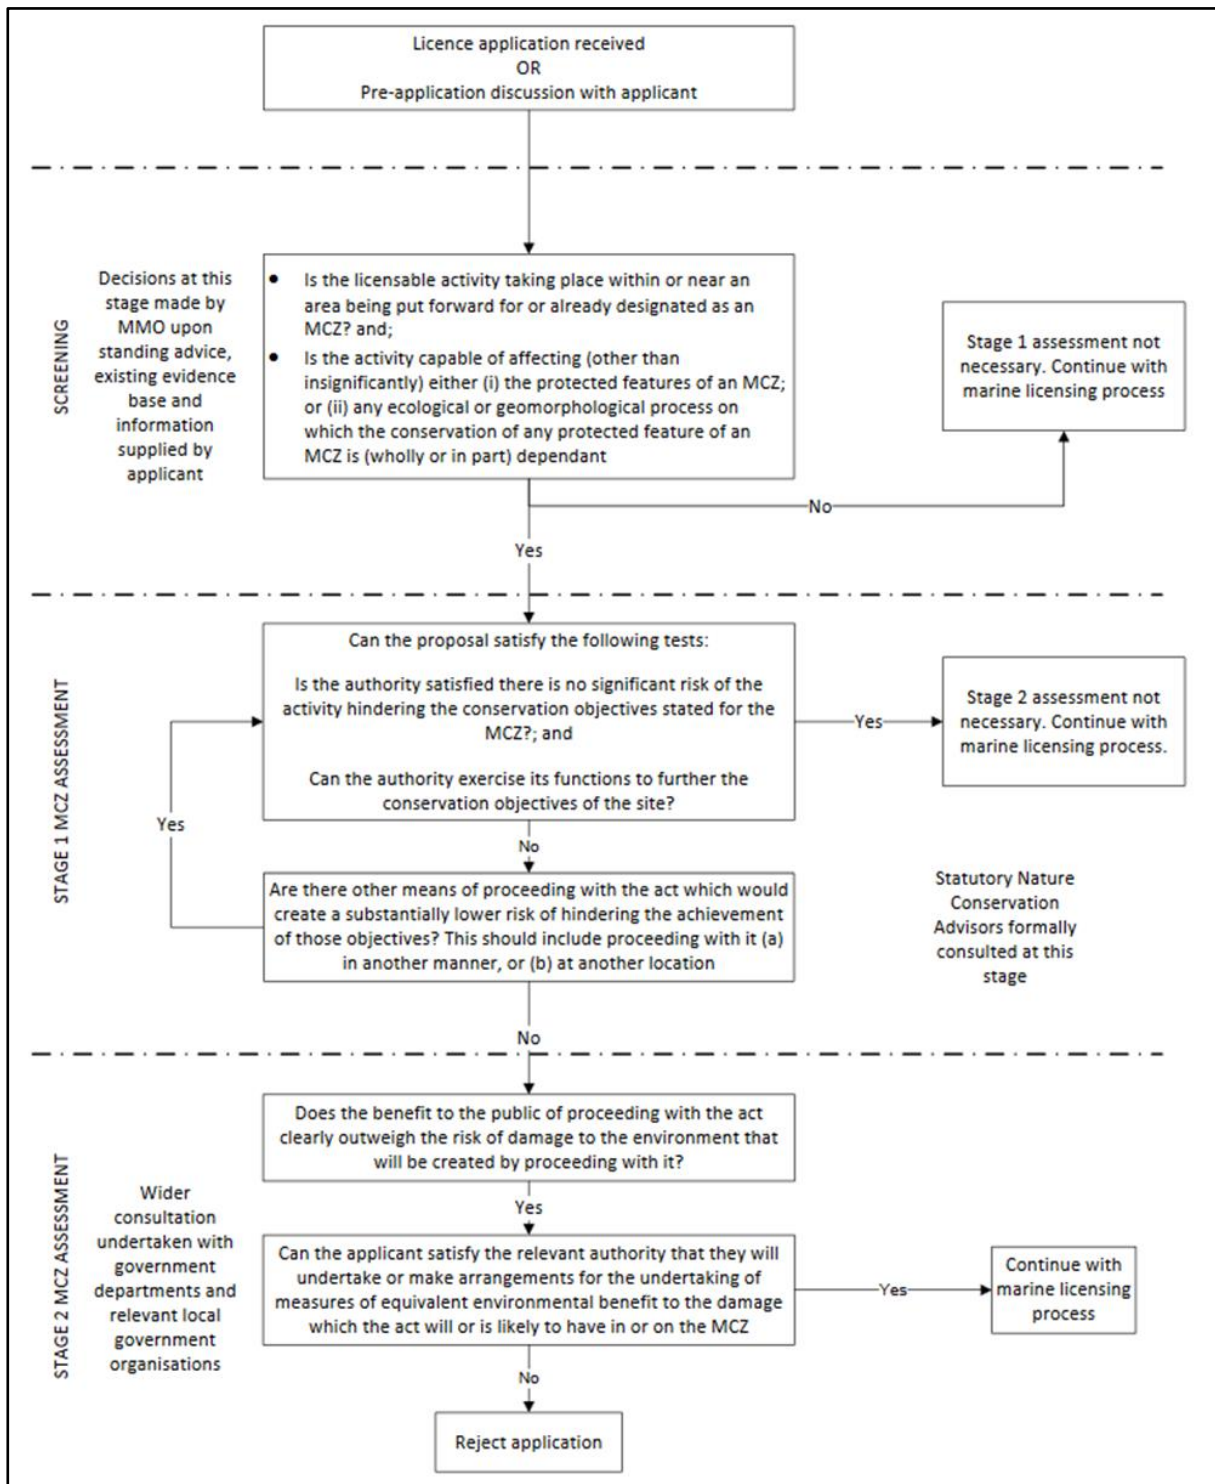 Licence application received
OR
Pre-application discussion with applicant
SCREENING
Decisions at this
stage made by
MMO upon
standing advice,
existing evidence
base and
information
supplied by
applicant
• Is the licensable activity taking place within or near an
area being put forward for or already designated as an
MCZ? and;
• Is the activity capable of affecting (other than
insignificantly) either (i) the protected features of an MCZ;
or (ii) any ecological or geomorphological process on
which the conservation of any protected feature of an
MCZ is (wholly or in part) dependant
Stage 1 assessment not
necessary. Continue with
marine licensing process
No
Yes
STAGE 1 MCZ ASSESSMENT
Can the proposal satisfy the following tests:
Is the authority satisfied there is no significant risk of the
activity hindering the conservation objectives stated for the
MCZ?; and
Can the authority exercise its functions to further the
conservation objectives of the site?
Yes
Stage 2 assessment not
necessary. Continue with
marine licensing process.
Yes
No
Are there other means of proceeding with the act which would
create a substantially lower risk of hindering the achievement
of those objectives? This should include proceeding with it (a)
in another manner, or (b) at another location
Statutory Nature
Conservation
Advisors formally
consulted at this
stage
No
STAGE 2 MCZ ASSESSMENT
Wider
consultation
undertaken with
government
departments and
relevant local
government
organisations
Does the benefit to the public of proceeding with the act
clearly outweigh the risk of damage to the environment that
will be created by proceeding with it?
Yes
Can the applicant satisfy the relevant authority that they will
undertake or make arrangements for the undertaking of
measures of equivalent environmental benefit to the damage
which the act will or is likely to have in or on the MCZ
Yes
Continue with
marine licensing
process
No
Reject application